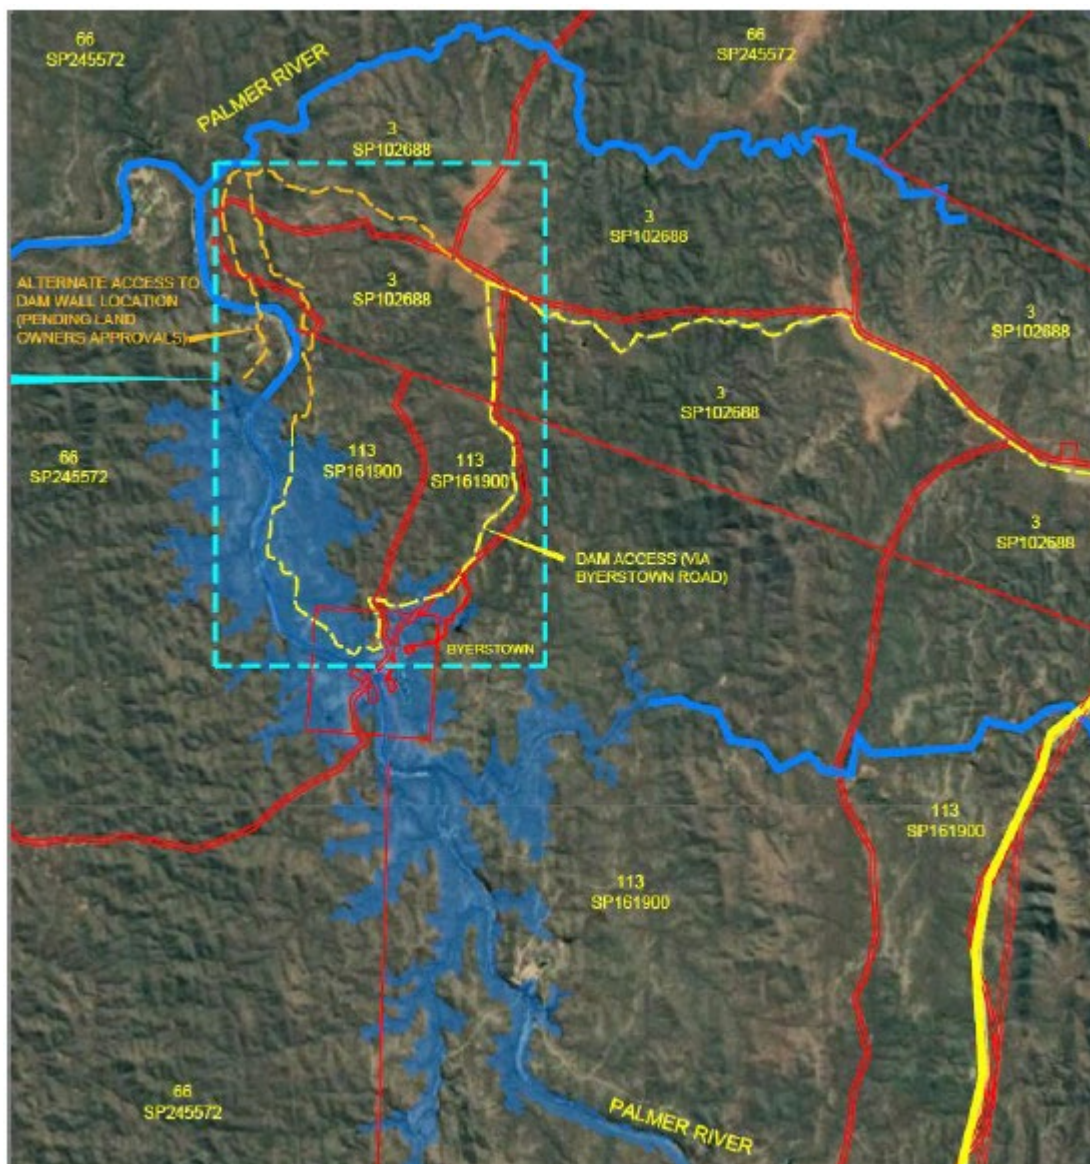 66
SP245572
66
SP245572
PALMER RIVER
3
SP102688
3
SP102688
3
SP102688
ALTERNATE ACCESS TO
DAM WALL LOCATION
(PENDING LAND
OWNERS APPROVALS)
3
SP102688
3
SP102688
66
SP245572
113
SP161900
113
SP161900
3
SP102688
DAM ACCESS (VIA
BYERSTOWN ROAD)
BYERSTOWN
113
SP161900
113
SP161900
66
SP245572
PALMER RIVER